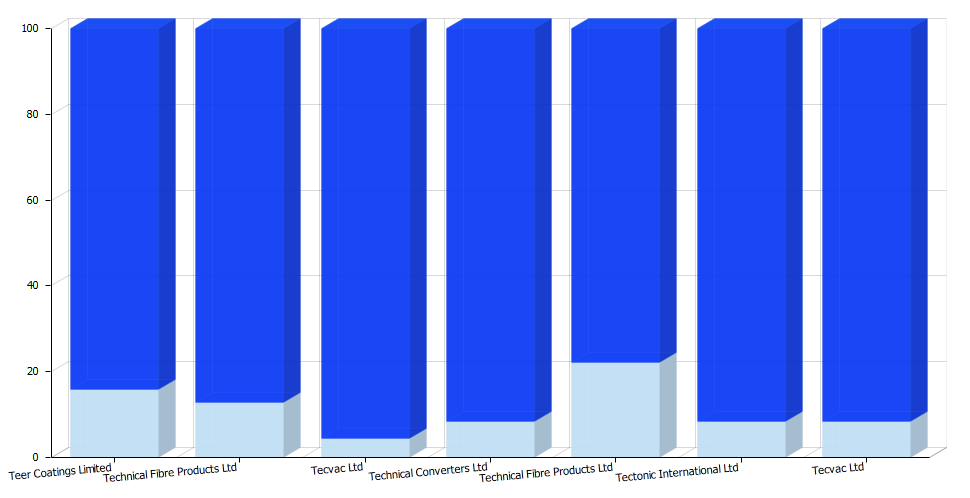 100
80
60
40
20
0
Teer Coatings Limited
Technical Fibre Products Ltd
Tecvac Ltd
Technical Converters Ltd
Technical Fibre Products Ltd
Tectonic International Ltd
Tecvac Ltd